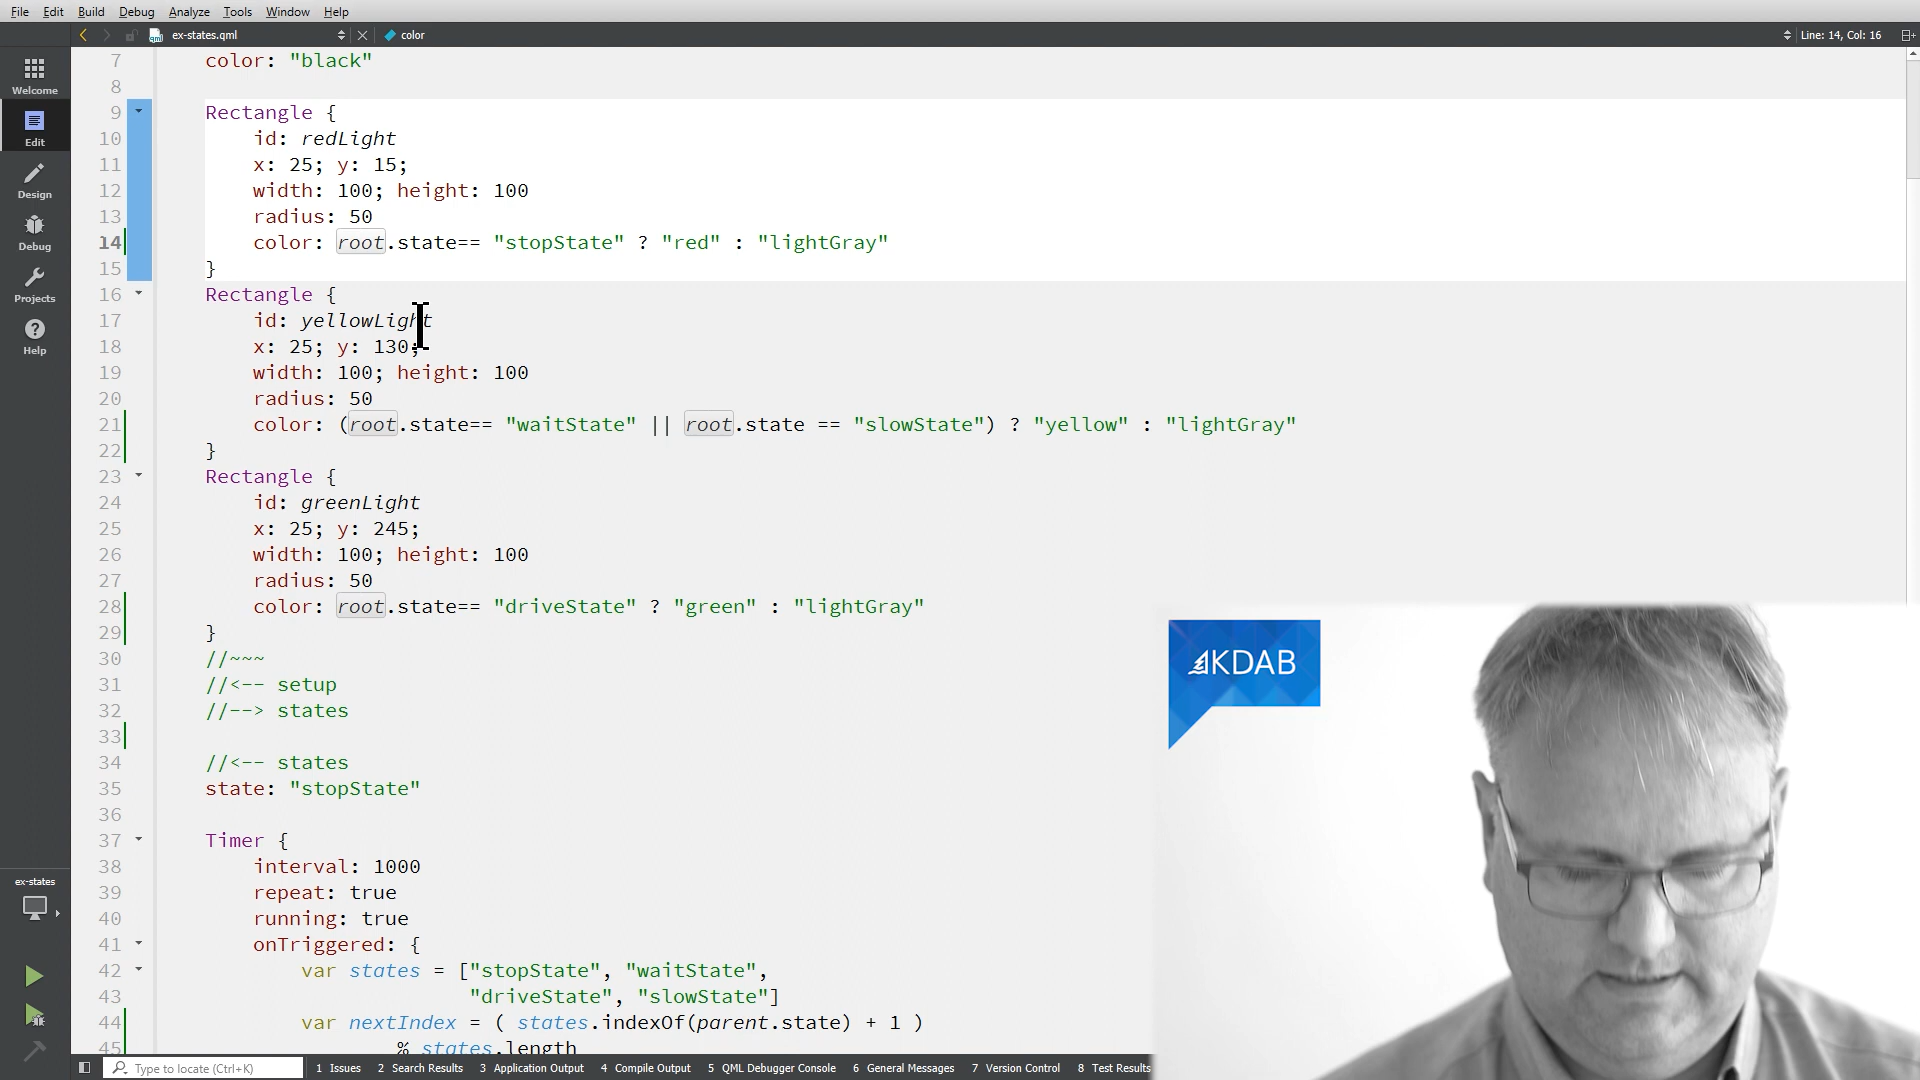 File Edit Build Debug Analyze Tools Window Help
ex-states.qml color Line: 14, Col: 16
Welcome
Edit
Design
Debug
Projects
Help
ex-states
7 color: "black"
8
9 Rectangle {
10 id: redLight
11 x: 25; y: 15;
12 width: 100; height: 100
13 radius: 50
14 color: root.state== "stopState" ? "red" : "lightGray"
15 }
16 Rectangle {
17 id: yellowLight
18 x: 25; y: 130;
19 width: 100; height: 100
20 radius: 50
21 color: (root.state== "waitState" || root.state == "slowState") ? "yellow" : "lightGray"
22 }
23 Rectangle {
24 id: greenLight
25 x: 25; y: 245;
26 width: 100; height: 100
27 radius: 50
28 color: root.state== "driveState" ? "green" : "lightGray"
29 }
30 //~~~
31 //<-- setup
32 //--> states
33
34 //<-- states
35 state: "stopState"
36
37 Timer {
38 interval: 1000
39 repeat: true
40 running: true
41 onTriggered: {
42 var states = ["stopState", "waitState",
43 "driveState", "slowState"]
44 var nextIndex = ( states.indexOf(parent.state) + 1 )
45 % states.length
KDAB
Type to locate (Ctrl+K) 1 Issues 2 Search Results 3 Application Output 4 Compile Output 5 QML Debugger Console 6 General Messages 7 Version Control 8 Test Results